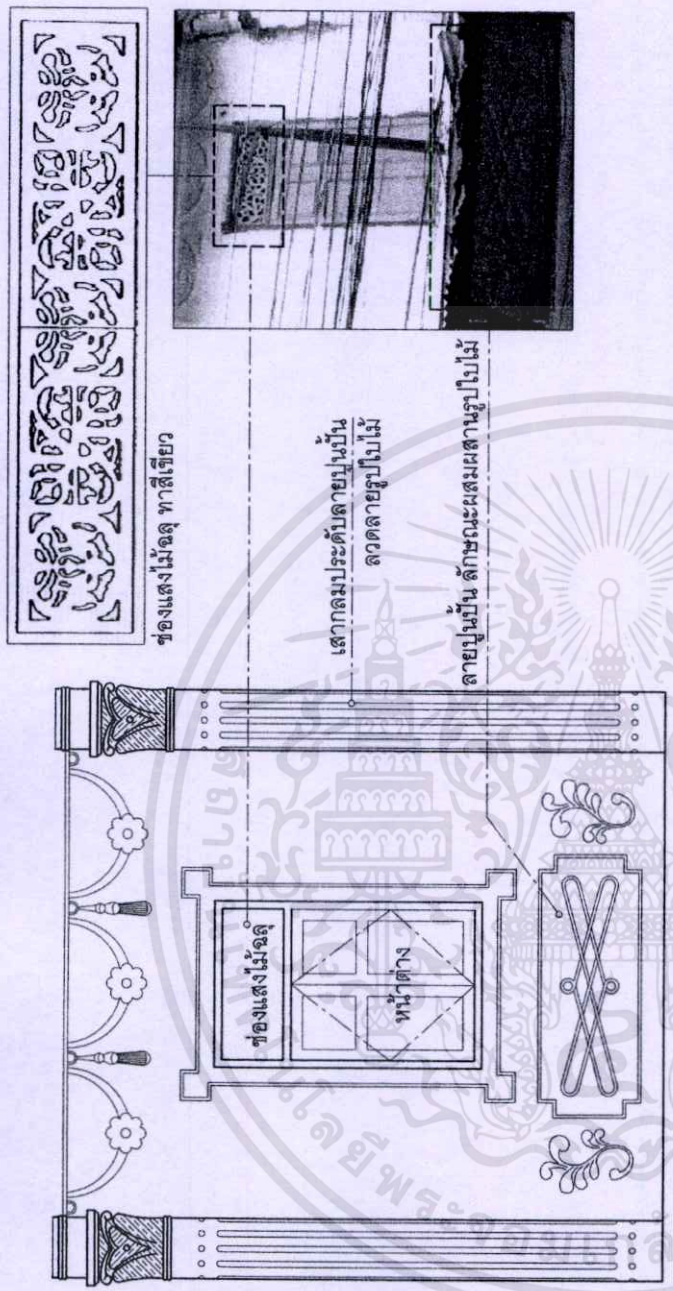 ช่องแสงไม้ฉลุ ทาสีเขียว
เสากลมประดับลายปูนปั้น
ลวดลายรูปใบไม้
ลายปูนปั้น ลักษณะผสมผสานรูปใบไม้
ช่องแสงไม้ฉลุ
หน้าต่าง